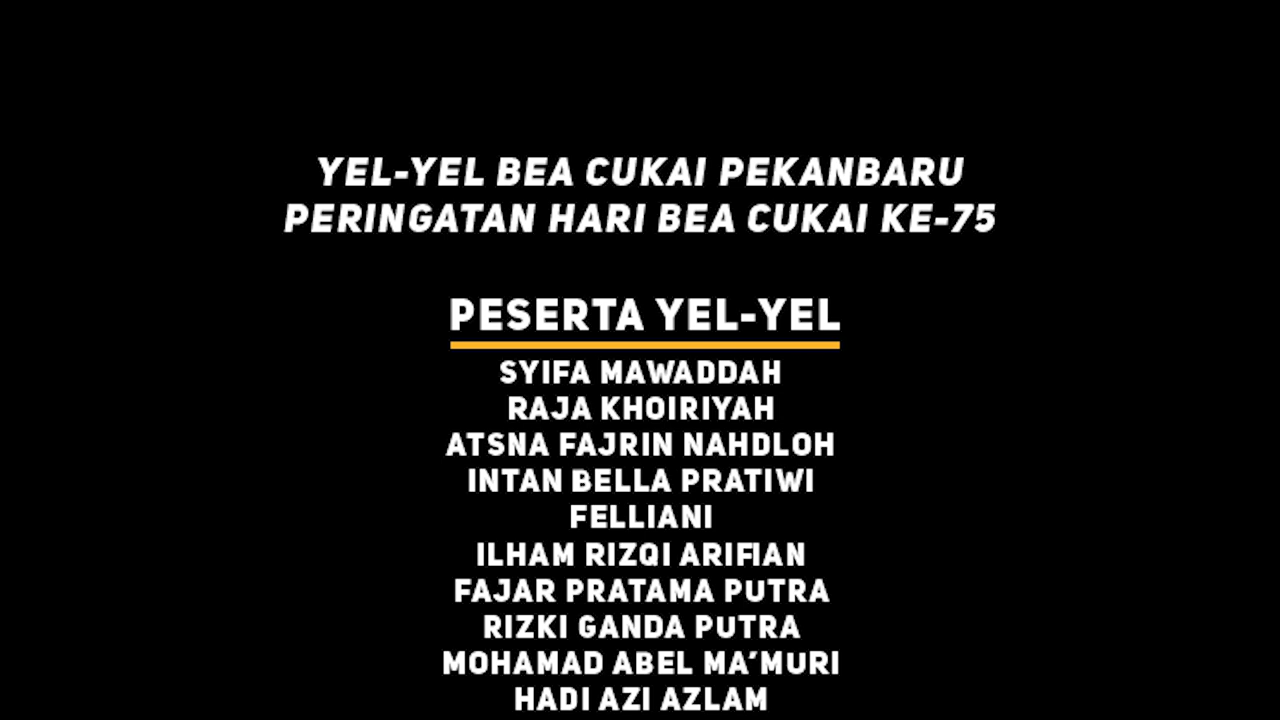 YEL-YEL BEA CUKAI PEKANBARU
PERINGATAN HARI BEA CUKAI KE-75
PESERTA YEL-YEL
SYIFA MAWADDAH
RAJA KHOIRIYAH
ATSNA FAJRIN NAHDLOH
INTAN BELLA PRATIWI
FELLIANI
ILHAM RIZQI ARIFIAN
FAJAR PRATAMA PUTRA
RIZKI GANDA PUTRA
MOHAMAD ABEL MA'MURI
HADI AZI AZLAM